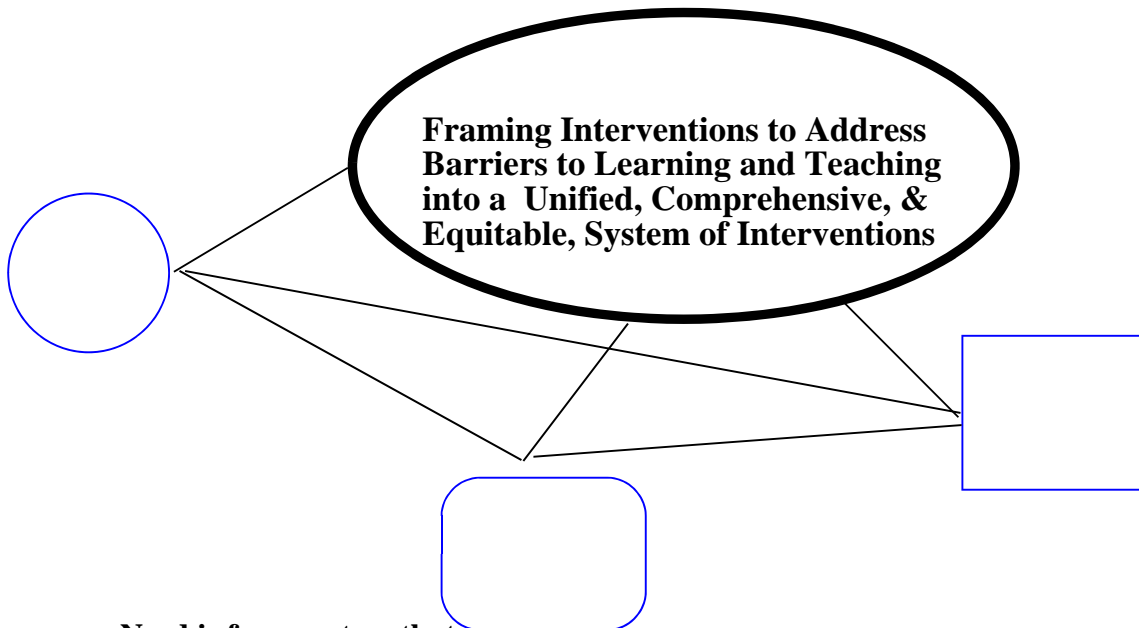 Framing Interventions to Address
Barriers to Learning and Teaching
into a Unified, Comprehensive, &
Equitable, System of Interventions